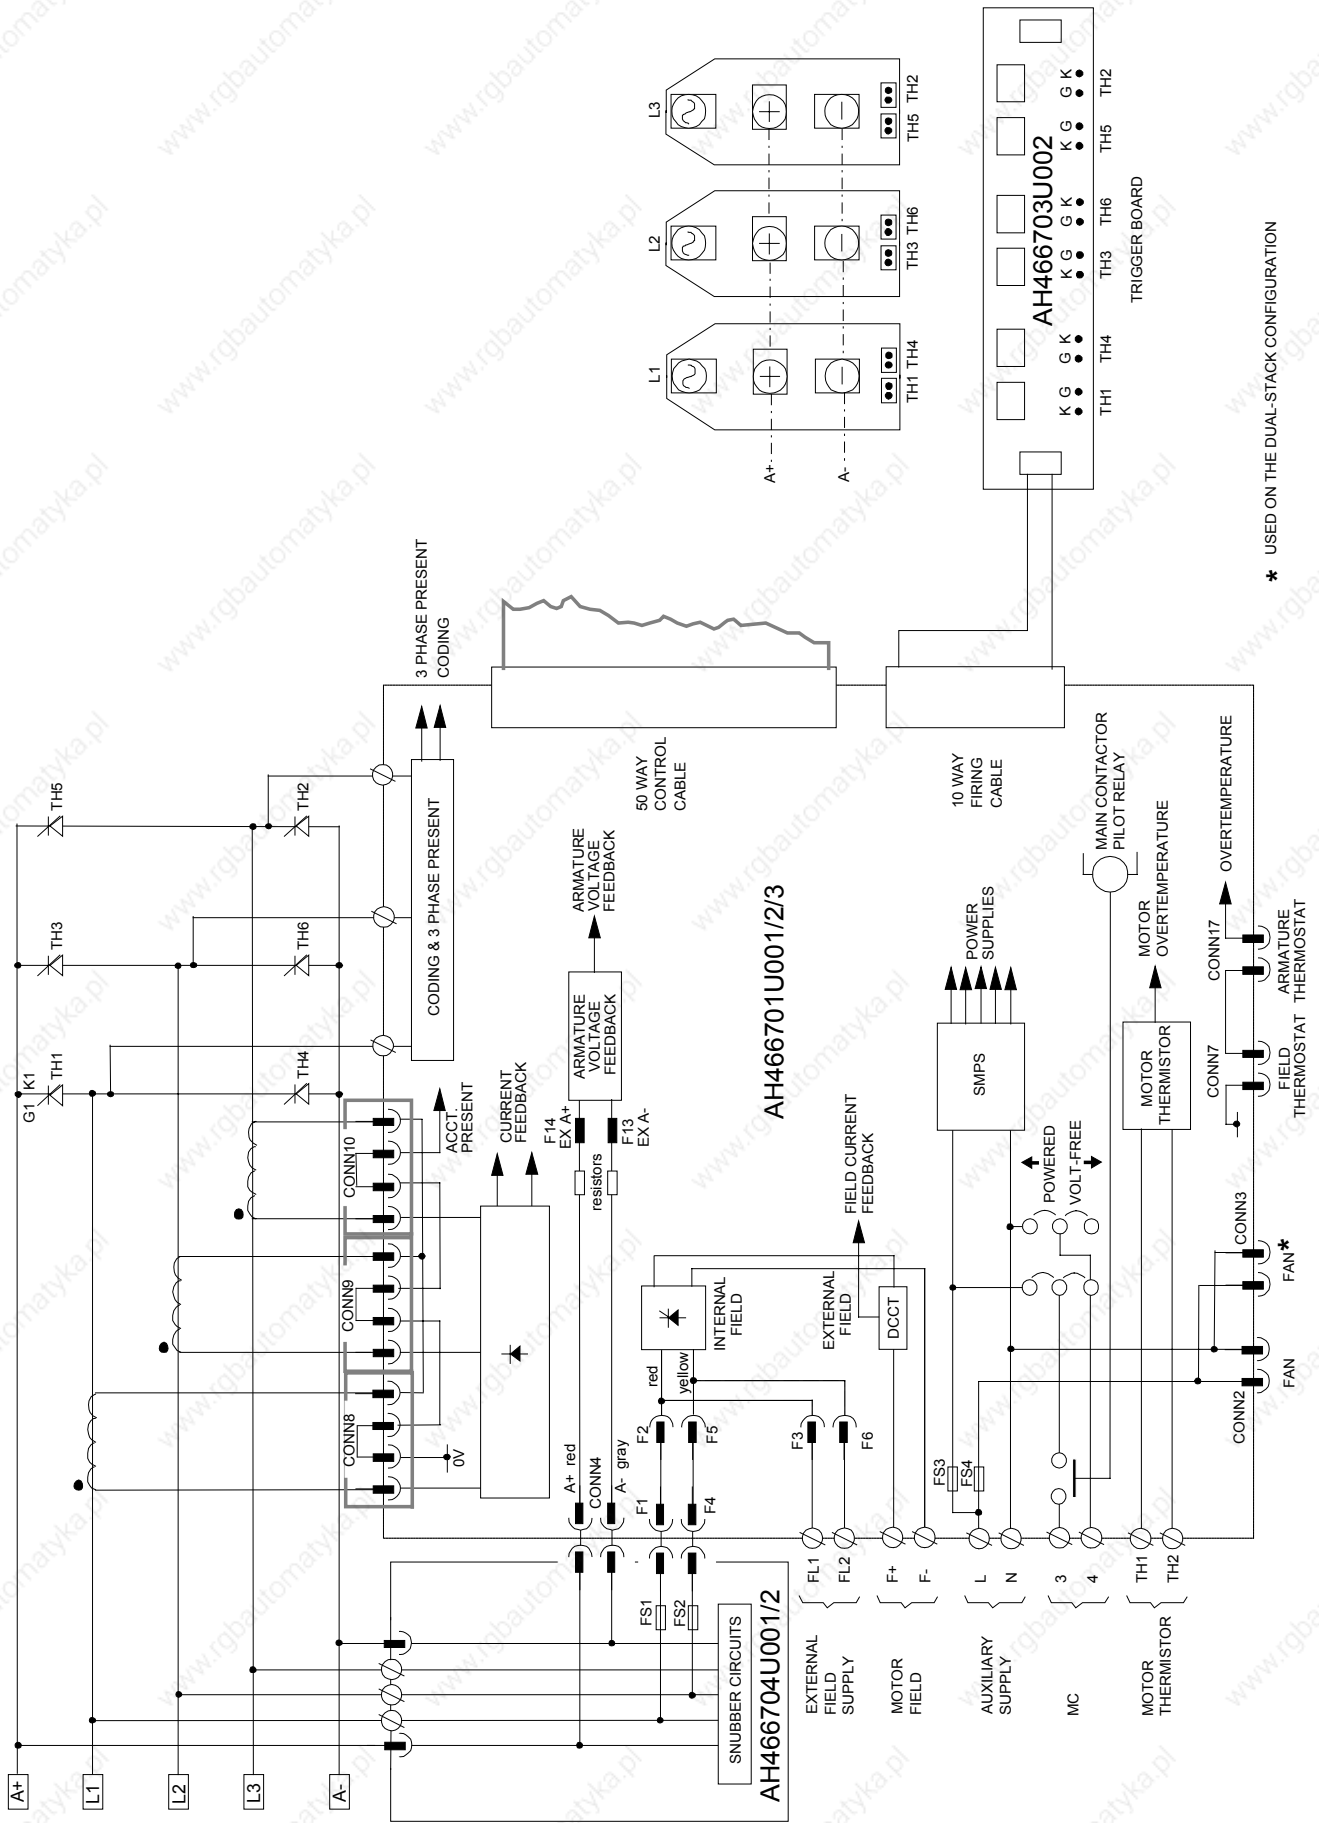 A+
L1
L2
L3
A-
G1 K1
TH1
TH3
TH5
TH4
TH6
TH2
CONN8
CONN9
CONN10
0V
ACCT.
PRESENT
CURRENT
FEEDBACK
CODING & 3 PHASE PRESENT
3 PHASE PRESENT
CODING
SNUBBER CIRCUITS
AH466704U001/2
FS1
FS2
A+ red
CONN4
A- gray
resistors
F14
EX A+
F13
EX A-
ARMATURE
VOLTAGE
FEEDBACK
ARMATURE
VOLTAGE
FEEDBACK
F1
F2
F4
F5
red
yellow
INTERNAL
FIELD
F3
F6
EXTERNAL
FIELD
DCCT
FIELD CURRENT
FEEDBACK
AH466701U001/2/3
50 WAY
CONTROL
CABLE
10 WAY
FIRING
CABLE
EXTERNAL
FIELD
SUPPLY
FL1
FL2
MOTOR
FIELD
F+
F-
AUXILIARY
SUPPLY
L
N
MC
3
4
MOTOR
THERMISTOR
TH1
TH2
FS3
FS4
SMPS
POWER
SUPPLIES
POWERED
VOLT-FREE
MAIN CONTACTOR
PILOT RELAY
MOTOR
THERMISTOR
MOTOR
OVERTEMPERATURE
CONN2
FAN
CONN3
FAN*
CONN7
FIELD
THERMOSTAT
CONN17
ARMATURE
THERMOSTAT
OVERTEMPERATURE
L1
TH1 TH4
L2
TH3 TH6
L3
TH5 TH2
A+
A-
AH466703U002
K G
G K
K G
G K
K G
G K
TH1
TH4
TH3
TH6
TH5
TH2
TRIGGER BOARD
* USED ON THE DUAL-STACK CONFIGURATION
www.rgbautomatyka.pl